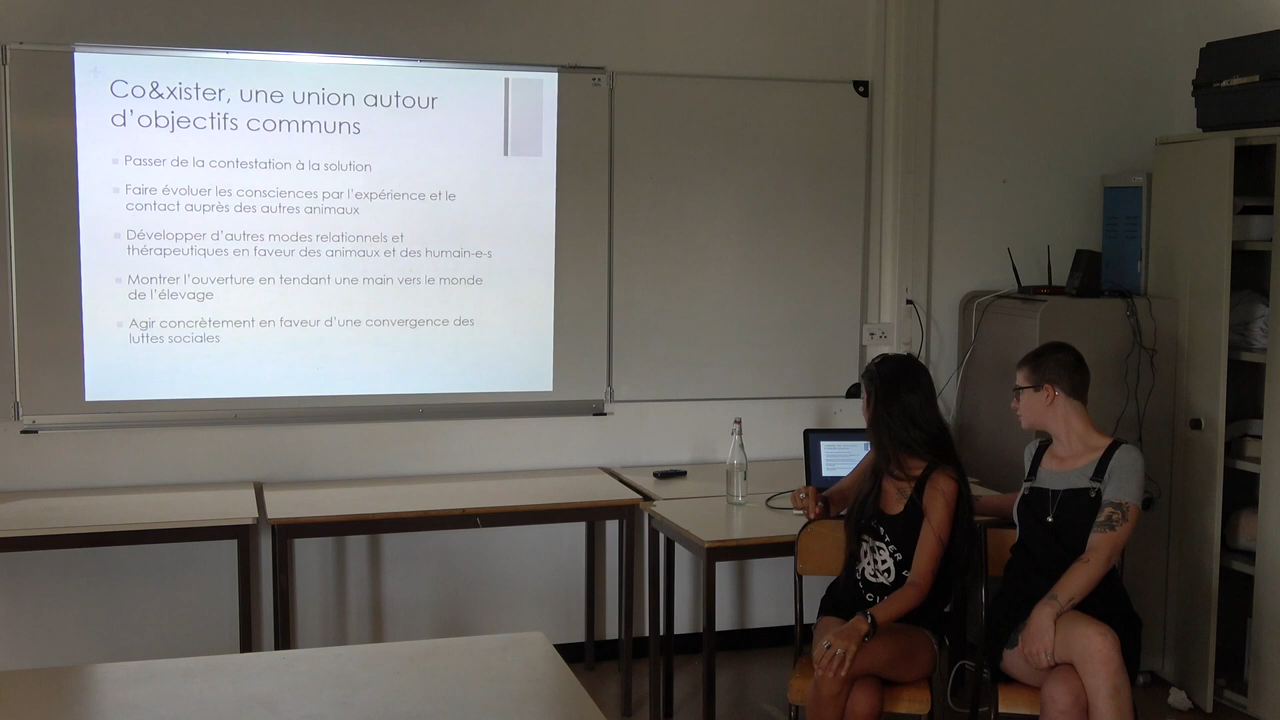 Co&xister, une union autour
d'objectifs communs
Passer de la contestation à la solution
Faire évoluer les consciences par l'expérience et le
contact auprès des autres animaux
Développer d'autres modes relationnels et
thérapeutiques en faveur des animaux et des humain-e-s
Montrer l'ouverture en tendant une main vers le monde
de l'élevage
Agir concrètement en faveur d'une convergence des
luttes sociales